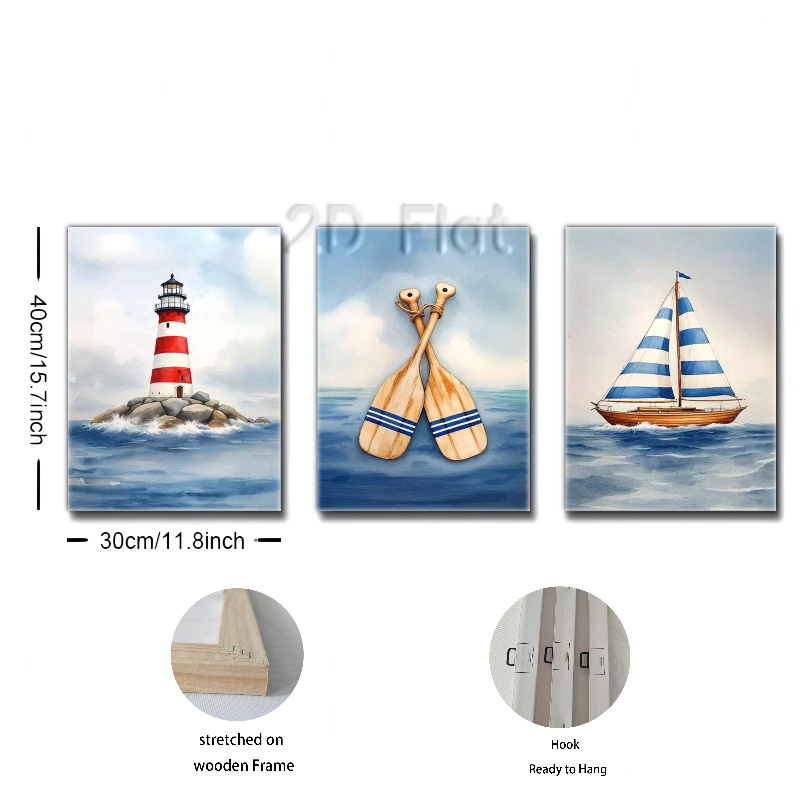 2D Flat
40cm/15.7inch
30cm/11.8inch
stretched on
wooden Frame
Hook
Ready to Hang